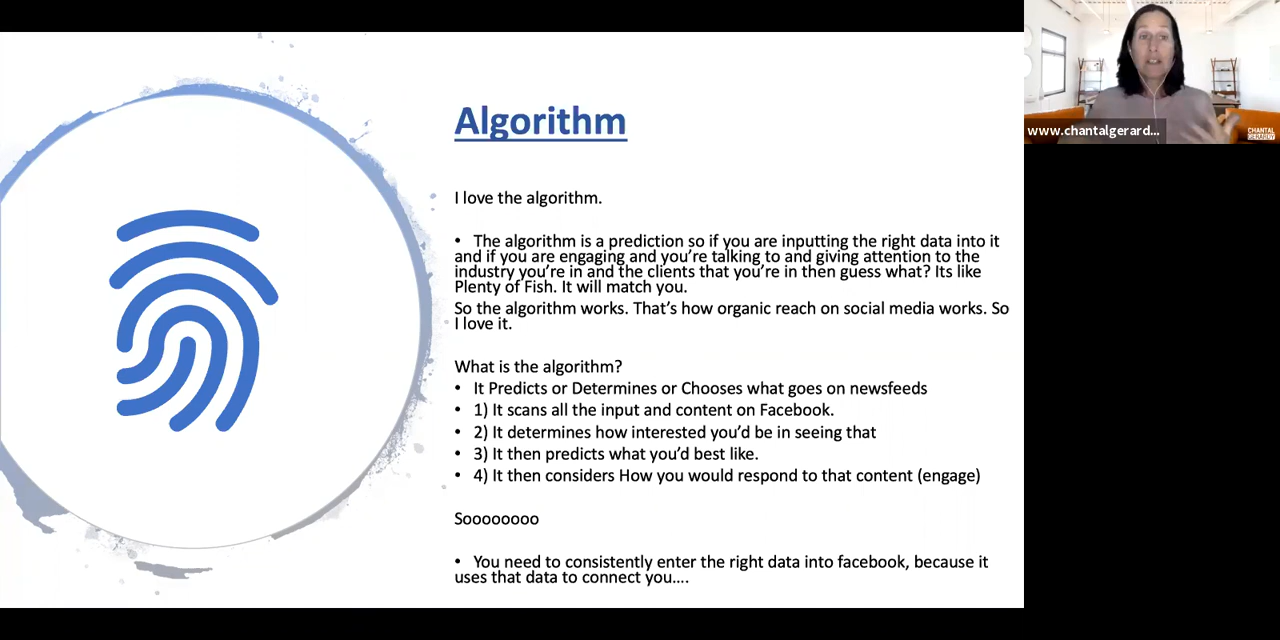 Algorithm
I love the algorithm.
• The algorithm is a prediction so if you are inputting the right data into it
and if you are engaging and you're talking to and giving attention to the
industry you're in and the clients that you're in then guess what? Its like
Plenty of Fish. It will match you.
So the algorithm works. That's how organic reach on social media works. So
I love it.
What is the algorithm?
• It Predicts or Determines or Chooses what goes on newsfeeds
• 1) It scans all the input and content on Facebook.
• 2) It determines how interested you'd be in seeing that
• 3) It then predicts what you'd best like.
• 4) It then considers How you would respond to that content (engage)
Soooooooo
• You need to consistently enter the right data into facebook, because it
uses that data to connect you....
www.chantalgerard...
CHANTAL
GERARDY